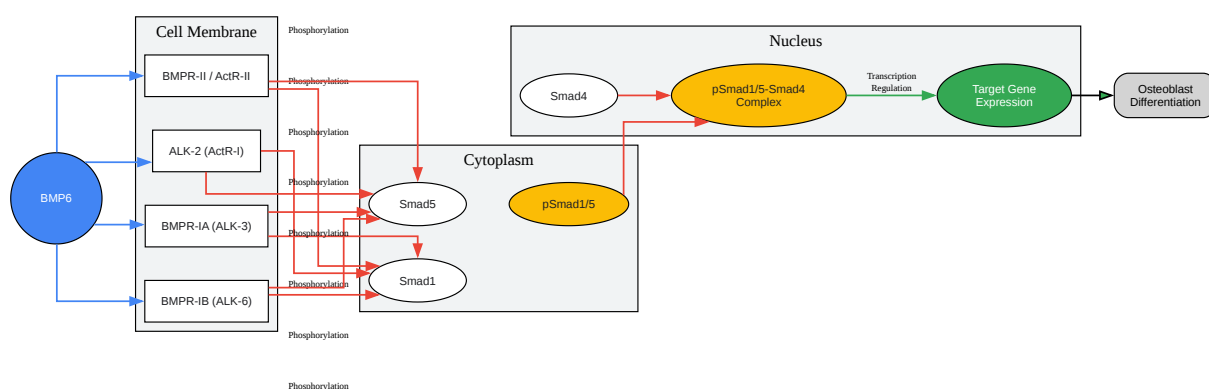 Cell Membrane
Phosphorylation
BMPR-II / ActR-II
Phosphorylation
Phosphorylation
ALK-2 (ActR-I)
Phosphorylation
BMP6
BMPR-IA (ALK-3)
Phosphorylation
BMPR-IB (ALK-6)
Phosphorylation
Phosphorylation
Phosphorylation
Cytoplasm
Smad5
pSmad1/5
Smad1
Nucleus
Smad4
pSmad1/5-Smad4
Complex
Transcription
Regulation
Target Gene
Expression
Osteoblast
Differentiation